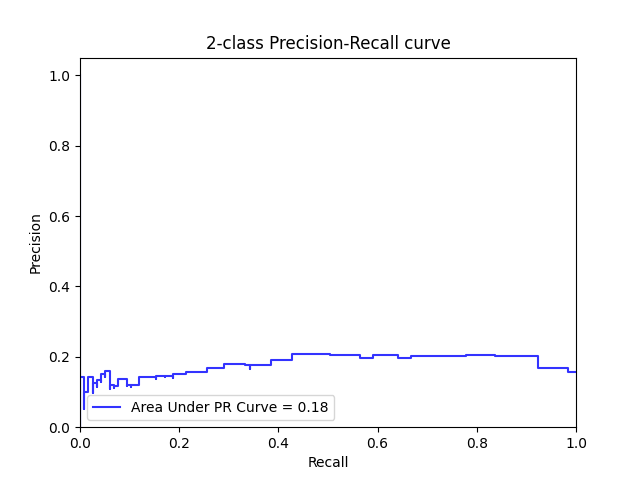 2-class Precision-Recall curve
1.0
0.8
0.6
0.4
0.2
0.0
Precision
Area Under PR Curve = 0.18
0.0 0.2 0.4 0.6 0.8 1.0
Recall